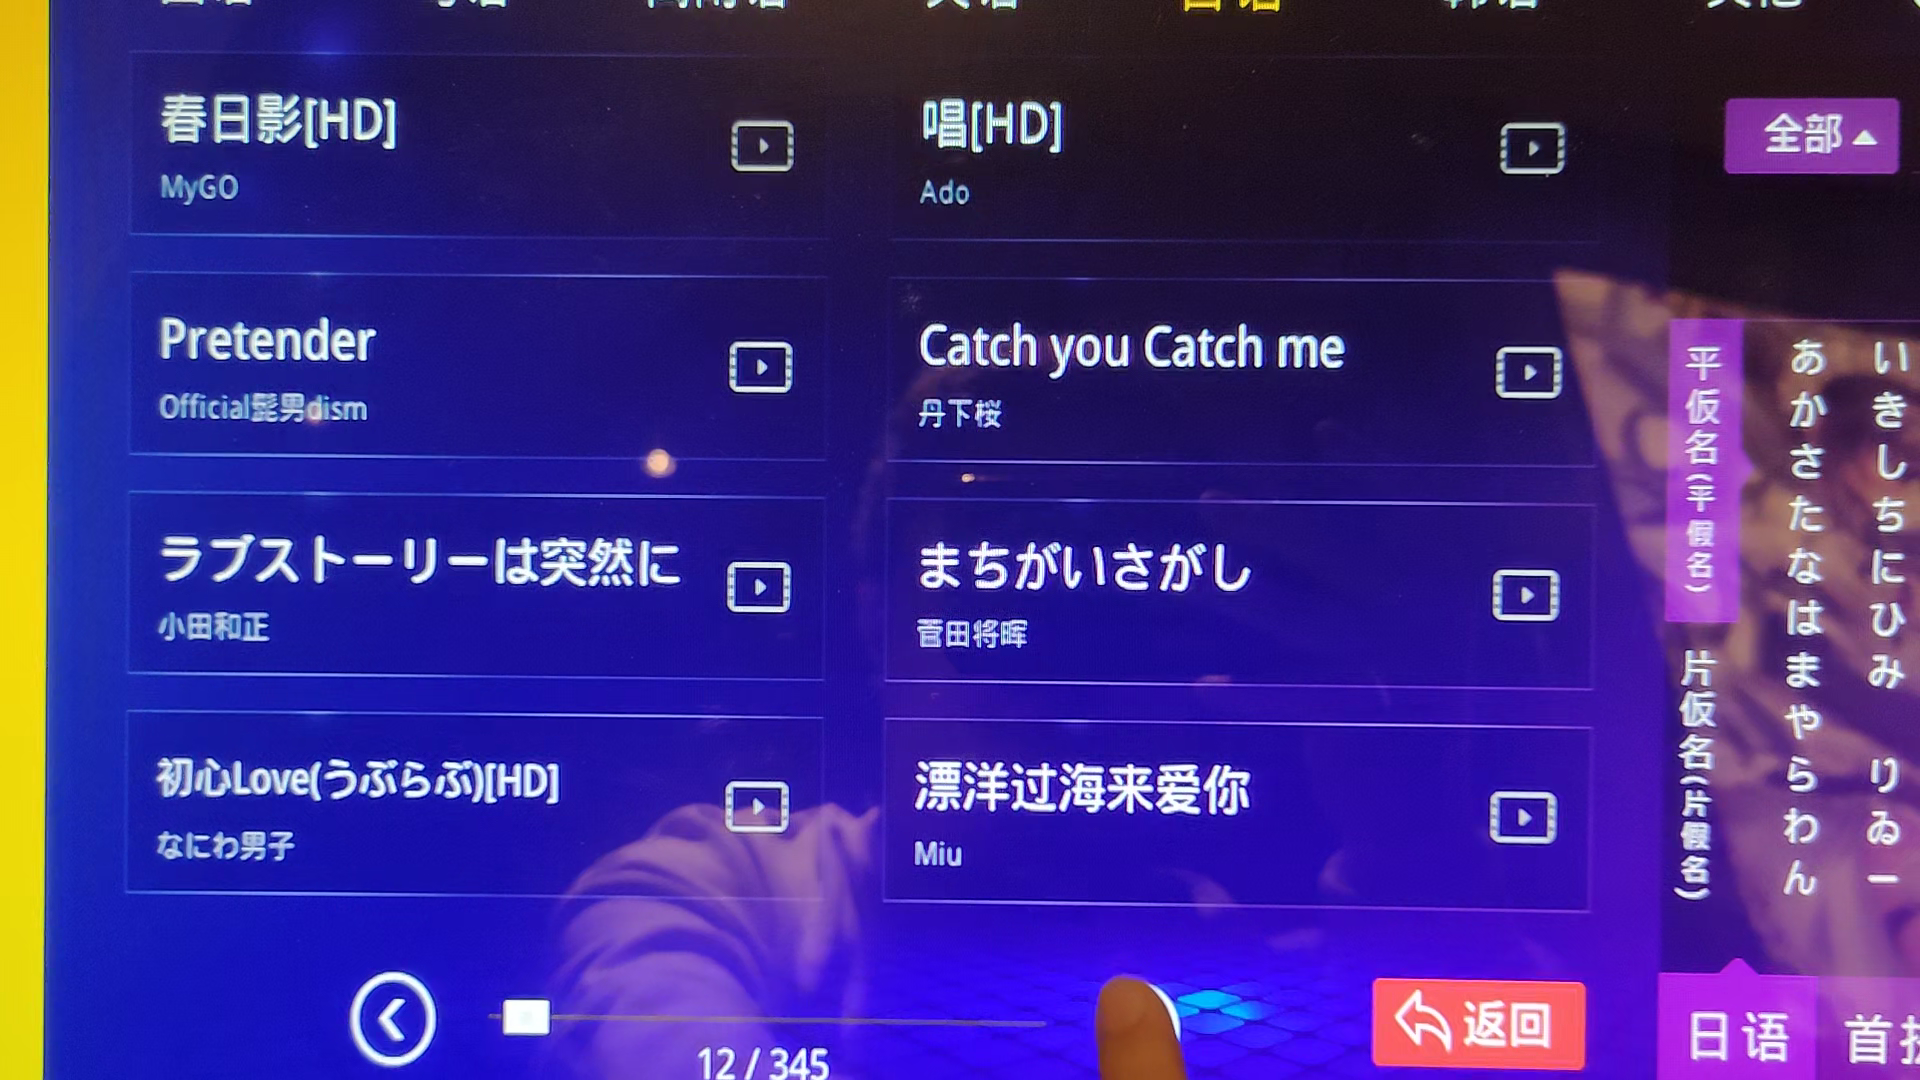 日语
春日影[HD]
MyGO
唱[HD]
Ado
全部
Pretender
Official髭男dism
Catch you Catch me
丹下桜
ラブストーリーは突然に
小田和正
まちがいさがし
菅田将晖
初心Love(うぶらぶ)[HD]
なにわ男子
漂洋过海来爱你
Miu
平仮名(平假名)
片仮名(片假名)
あかさたなはまやらわん
いきしちにひみ りゐー
12 / 345
返回
日语
首